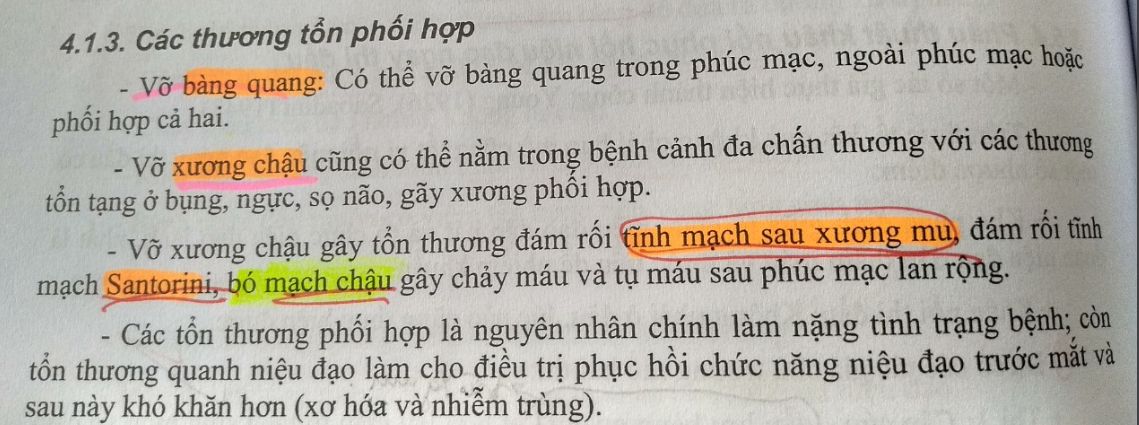 4.1.3. Các thương tổn phối hợp
- Vỡ bàng quang: Có thể vỡ bàng quang trong phúc mạc, ngoài phúc mạc hoặc
phối hợp cả hai.
- Vỡ xương chậu cũng có thể nằm trong bệnh cảnh đa chấn thương với các thương
tổn tạng ở bụng, ngực, sọ não, gãy xương phối hợp.
- Vỡ xương chậu gây tổn thương đám rối tĩnh mạch sau xương mu, đám rối tĩnh
mạch Santorini, bó mạch chậu gây chảy máu và tụ máu sau phúc mạc lan rộng.
- Các tổn thương phối hợp là nguyên nhân chính làm nặng tình trạng bệnh; còn
tổn thương quanh niệu đạo làm cho điều trị phục hồi chức năng niệu đạo trước mắt và
sau này khó khăn hơn (xơ hóa và nhiễm trùng).